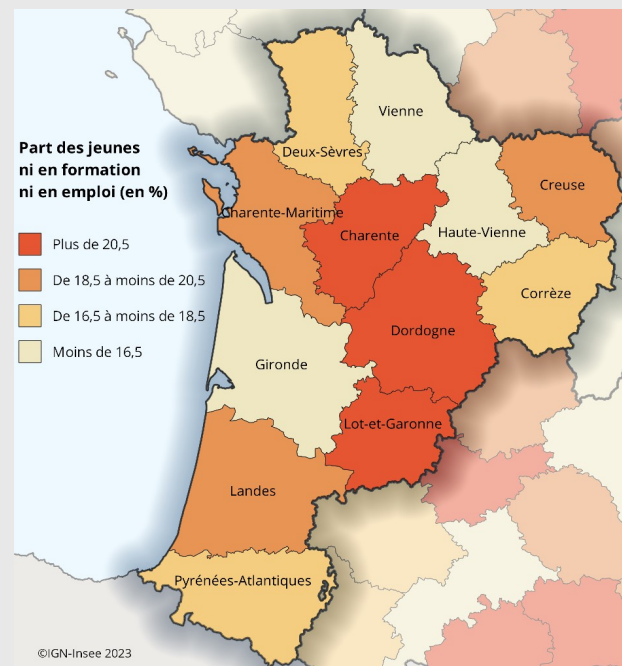 Part des jeunes
ni en formation
ni en emploi (en %)
Plus de 20,5
De 18,5 à moins de 20,5
De 16,5 à moins de 18,5
Moins de 16,5
Vienne
Deux-Sèvres
Creuse
Charente-Maritime
Charente
Haute-Vienne
Corrèze
Dordogne
Gironde
Lot-et-Garonne
Landes
Pyrénées-Atlantiques
©IGN-Insee 2023